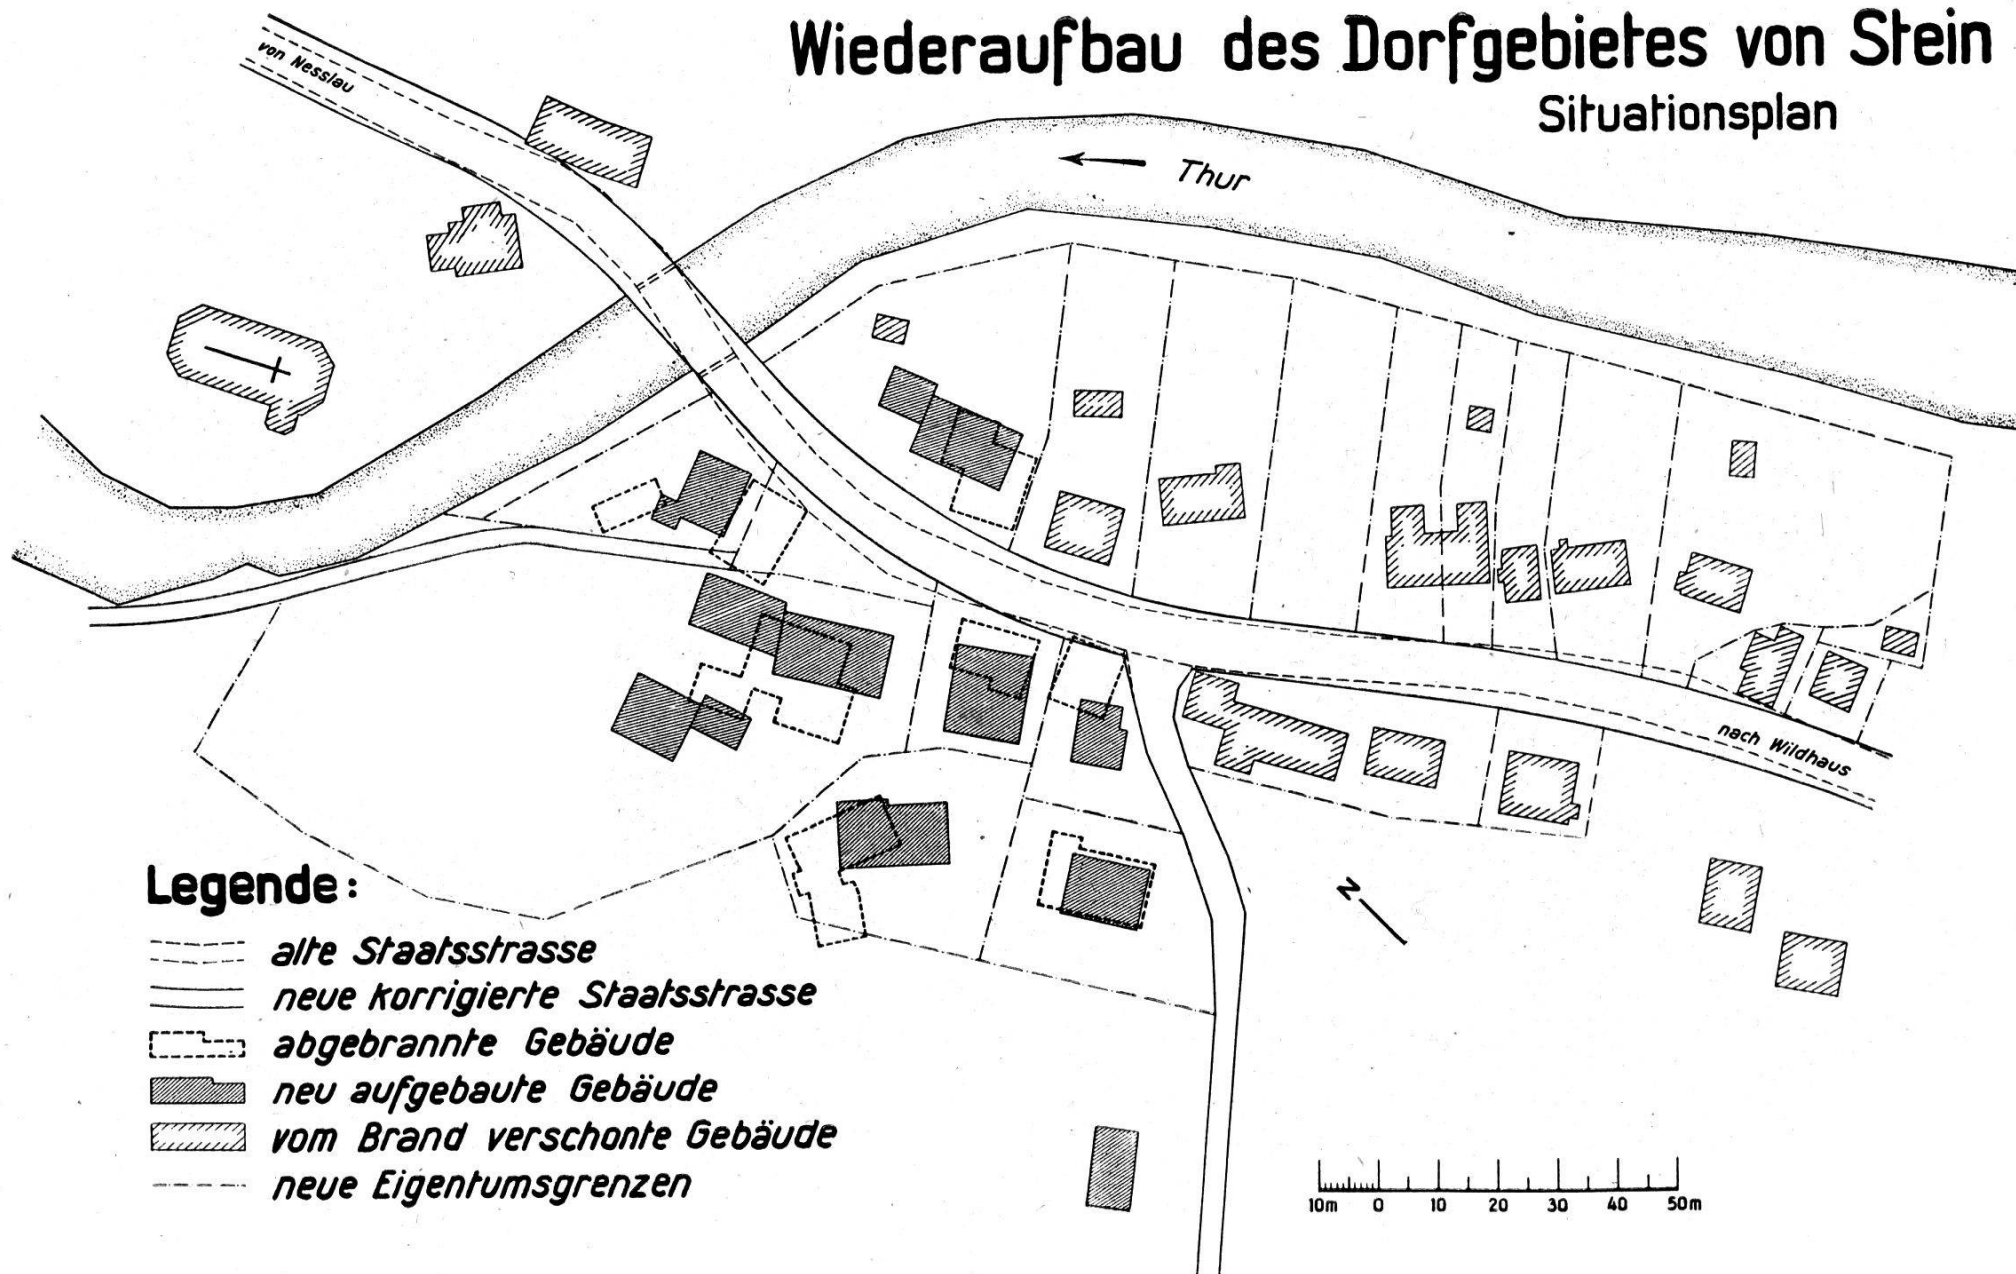 Wiederaufbau des Dorfgebietes von Stein
Situationsplan
von Nesslau
Thur
nach Wildhaus
N
Legende:
alte Staatsstrasse
neue korrigierte Staatsstrasse
abgebrannte Gebäude
neu aufgebaute Gebäude
vom Brand verschonte Gebäude
neue Eigentumsgrenzen
10m 0 10 20 30 40 50m